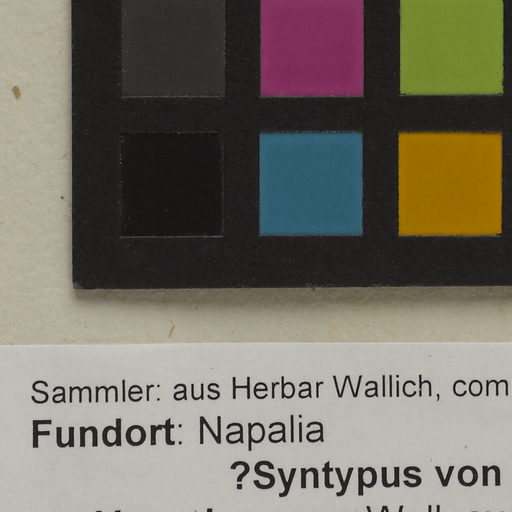 Sammler: aus Herbar Wallich, com
Fundort: Napalia
?Syntypus von